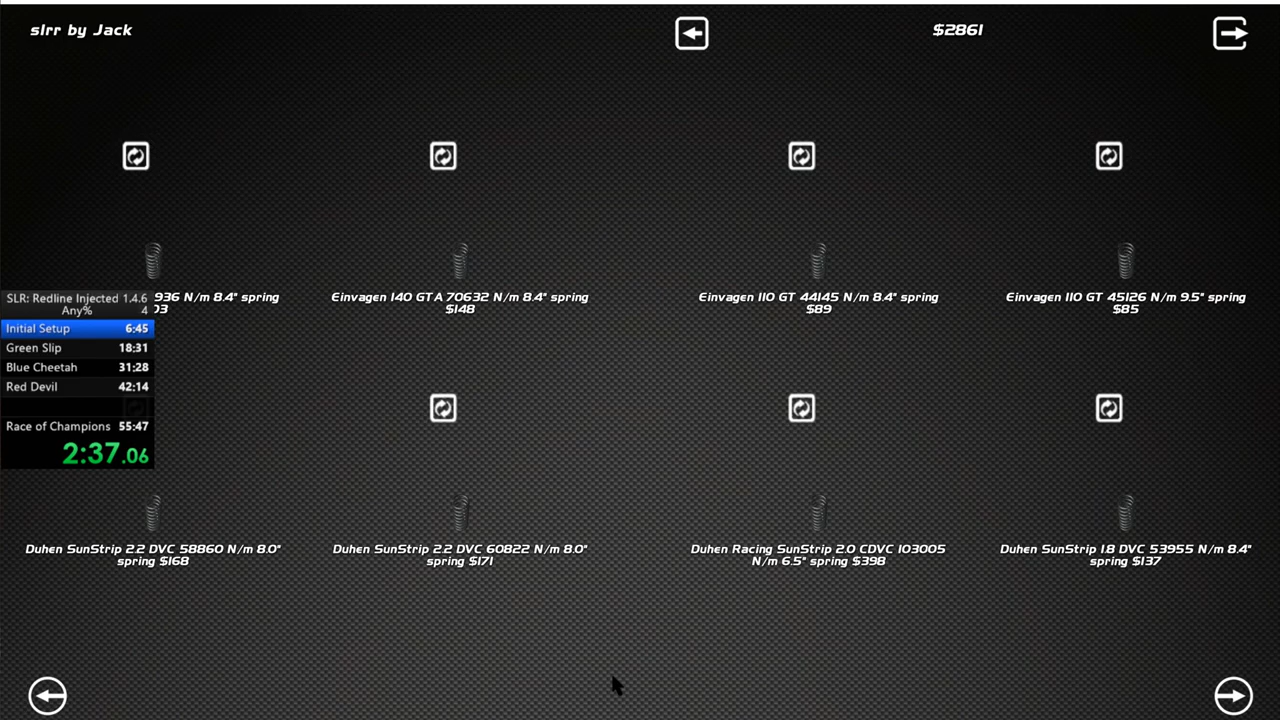 slrr by Jack
$2861
936 N/m 8.4" spring
03
Einvagen 140 GTA 70632 N/m 8.4" spring
$148
Einvagen 110 GT 44145 N/m 8.4" spring
$89
Einvagen 110 GT 45126 N/m 9.5" spring
$85
SLR: Redline Injected 1.4.6
Any% 4
Initial Setup 6:45
Green Slip 18:31
Blue Cheetah 31:28
Red Devil 42:14
Race of Champions 55:47
2:37.06
Duhen SunStrip 2.2 DVC 58860 N/m 8.0"
spring $168
Duhen SunStrip 2.2 DVC 60822 N/m 8.0"
spring $171
Duhen Racing SunStrip 2.0 CDVC 103005
N/m 6.5" spring $398
Duhen SunStrip 1.8 DVC 53955 N/m 8.4"
spring $137